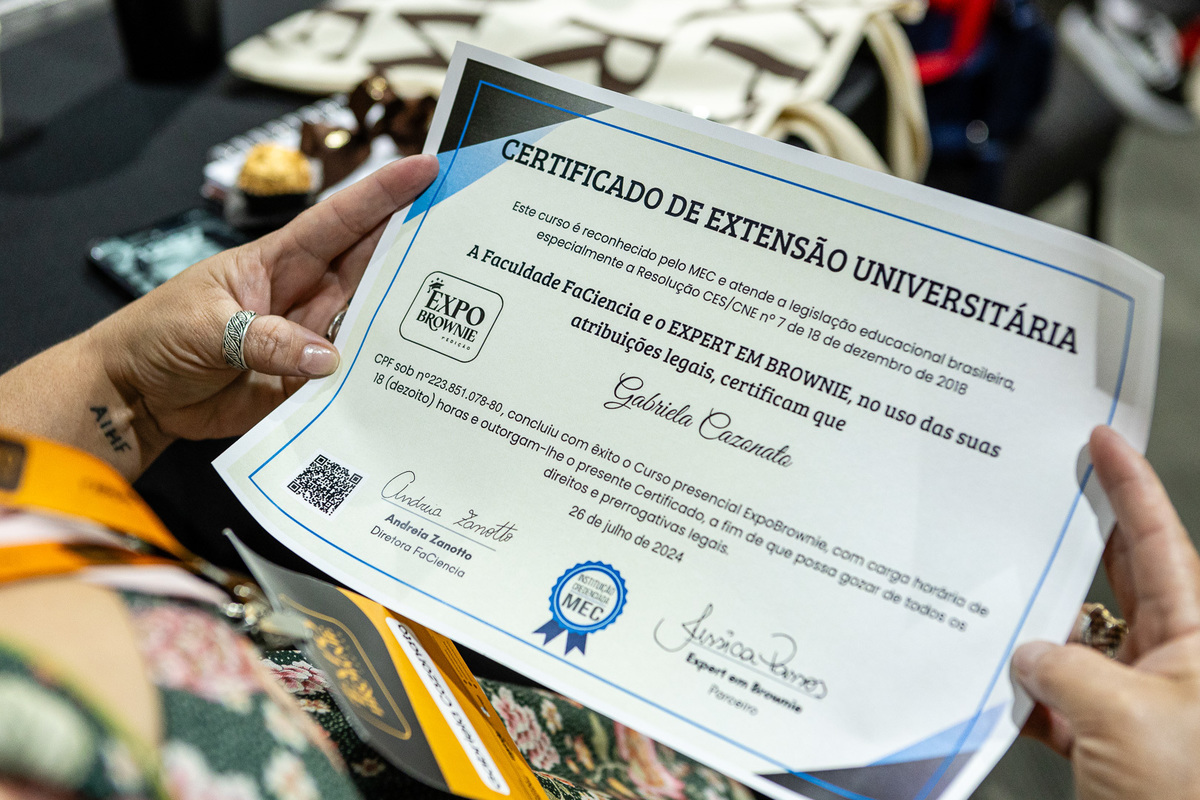 CERTIFICADO DE EXTENSÃO UNIVERSITÁRIA
Este curso é reconhecido pelo MEC e atende a legislação educacional brasileira,
especialmente a Resolução CES/CNE nº 7 de 18 de dezembro de 2018
A Faculdade FaCiencia e o EXPERT EM BROWNIE, no uso das suas
atribuições legais, certificam que
EXPO
BROWNIE
1ª EDIÇÃO
Gabriela Cazonato
CPF sob nº223.851.078-80, concluiu com êxito o Curso presencial ExpoBrownie, com carga horária de
18 (dezoito) horas e outorgam-lhe o presente Certificado, a fim de que possa gozar de todos os
direitos e prerrogativas legais.
26 de julho de 2024
Andreia Zanotto
Andreia Zanotto
Diretora FaCiencia
INSTITUIÇÃO
CREDENCIADA
MEC
Expert em Brownie
Parceiro
AIHF